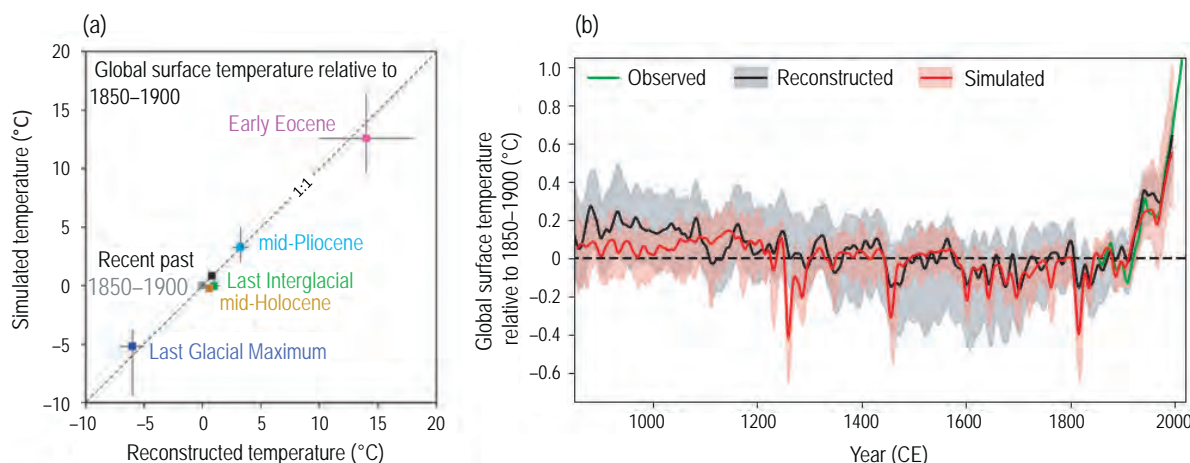 (a)
20
15
10
5
0
−5
−10
−10
−5
0
5
10
15
20
Simulated temperature (°C)
Reconstructed temperature (°C)
Global surface temperature relative to
1850–1900
Early Eocene
1:1
mid-Pliocene
Recent past
1850–1900
Last Interglacial
mid-Holocene
Last Glacial Maximum
(b)
Observed
Reconstructed
Simulated
1.0
0.8
0.6
0.4
0.2
0
−0.2
−0.4
−0.6
Global surface temperature
relative to 1850–1900 (°C)
1000
1200
1400
1600
1800
2000
Year (CE)